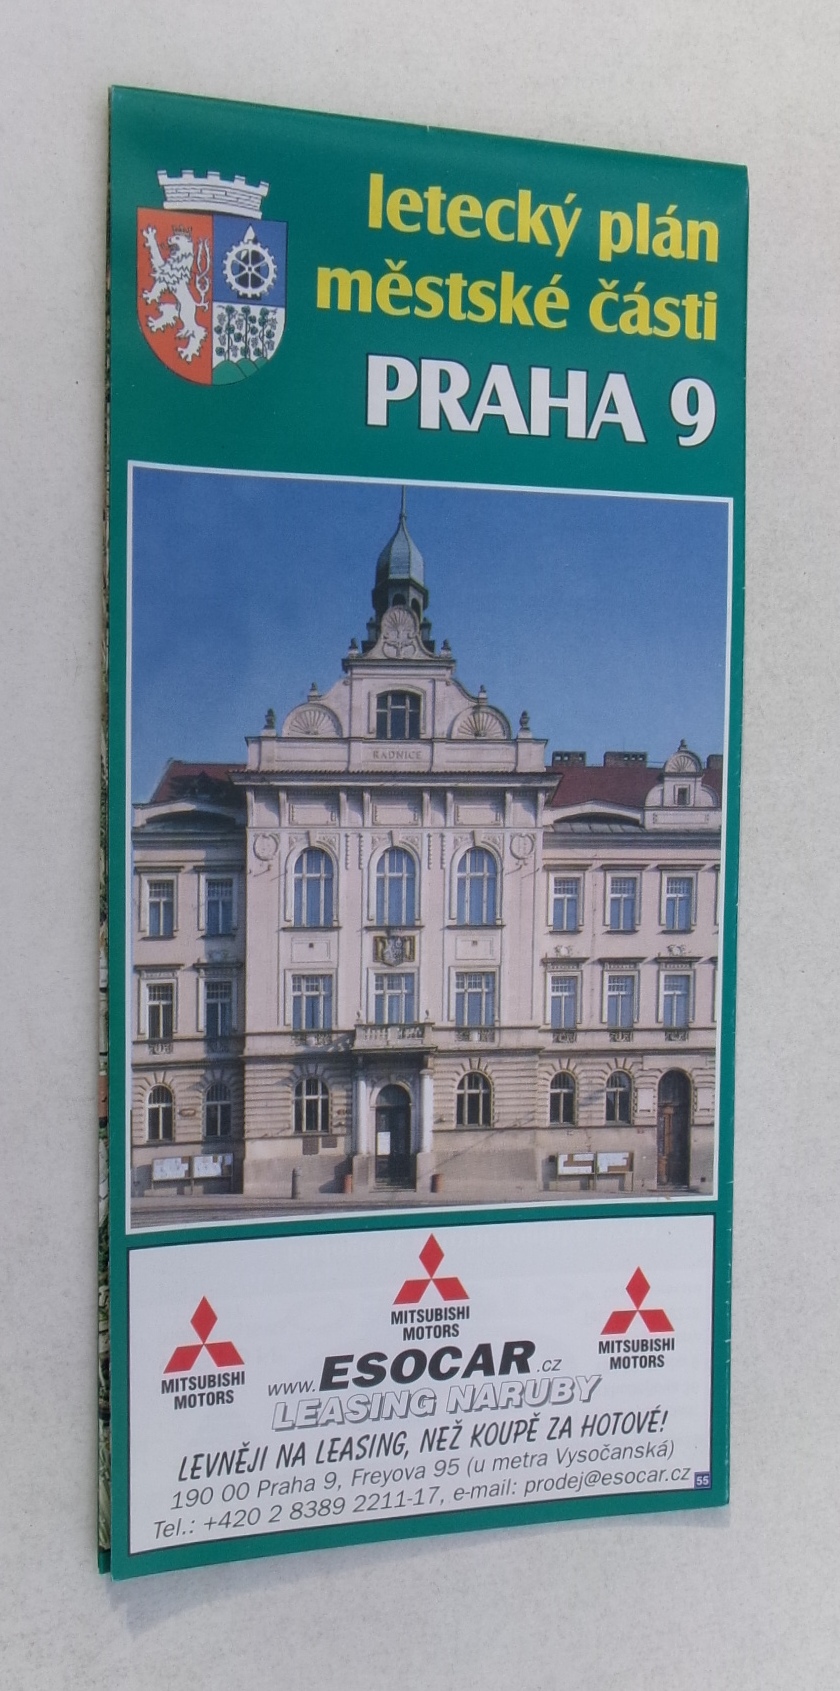 letecký plán
městské části
PRAHA 9
RADNICE
MITSUBISHI
MOTORS
MITSUBISHI
MOTORS
MITSUBISHI
MOTORS
www.ESOCAR.cz
LEASING NARUBY
LEVNĚJI NA LEASING, NEŽ KOUPĚ ZA HOTOVÉ!
190 00 Praha 9, Freyova 95 (u metra Vysočanská)
Tel.: +420 2 8389 2211-17, e-mail: prodej@esocar.cz
55